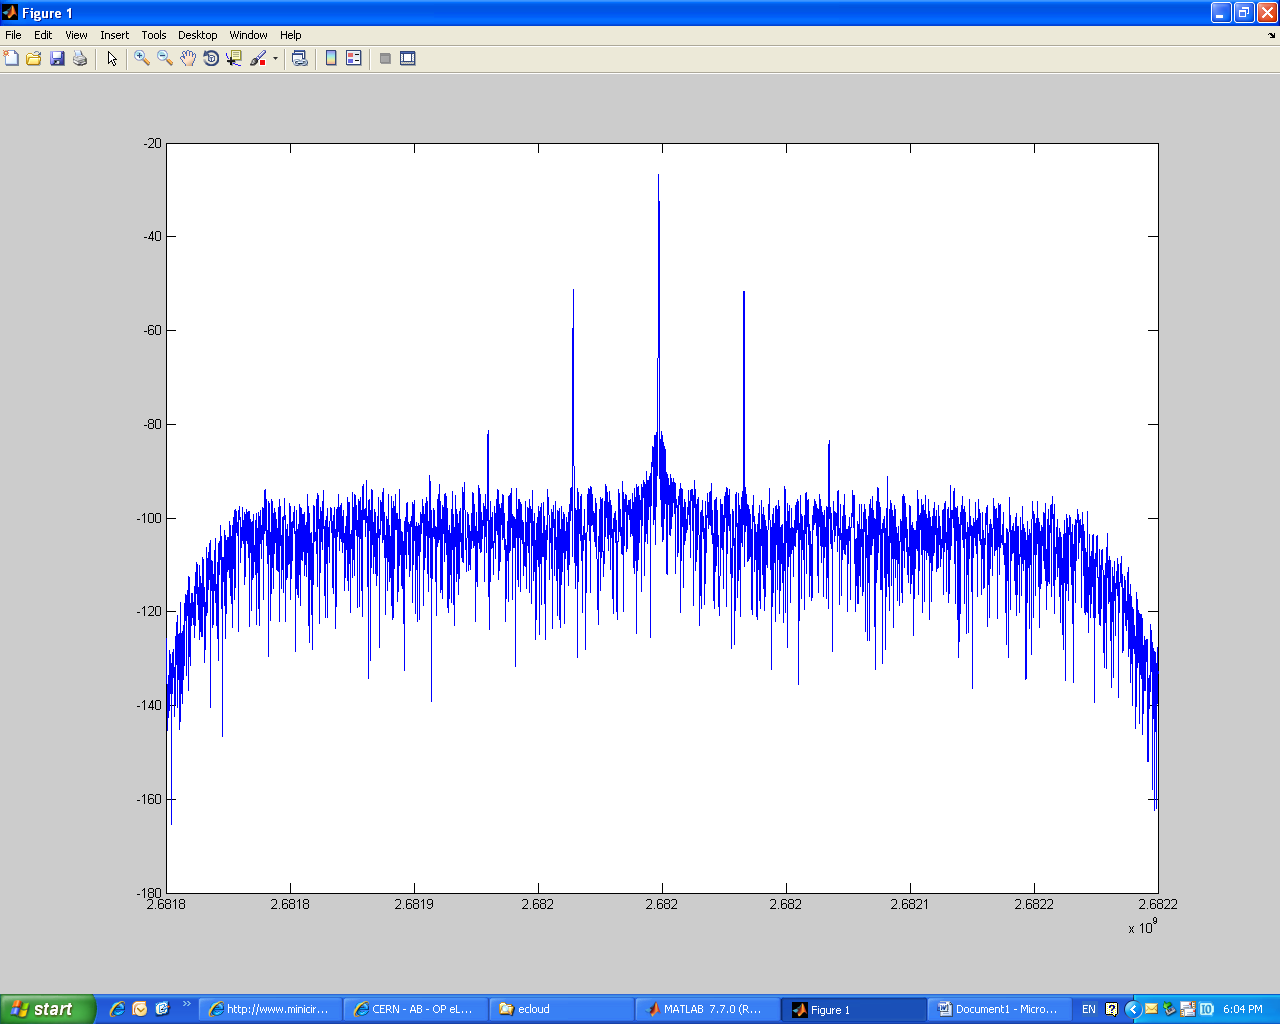 Figure 1
File Edit View Insert Tools Desktop Window Help
-20
-40
-60
-80
-100
-120
-140
-160
-180
2.6818 2.6818 2.6819 2.682 2.682 2.682 2.6821 2.6822 2.6822
x 10^9
start » http://www.minicir... CERN - AB - OP eL... ecloud MATLAB 7.7.0 (R... Figure 1 Document1 - Micro... EN 6:04 PM